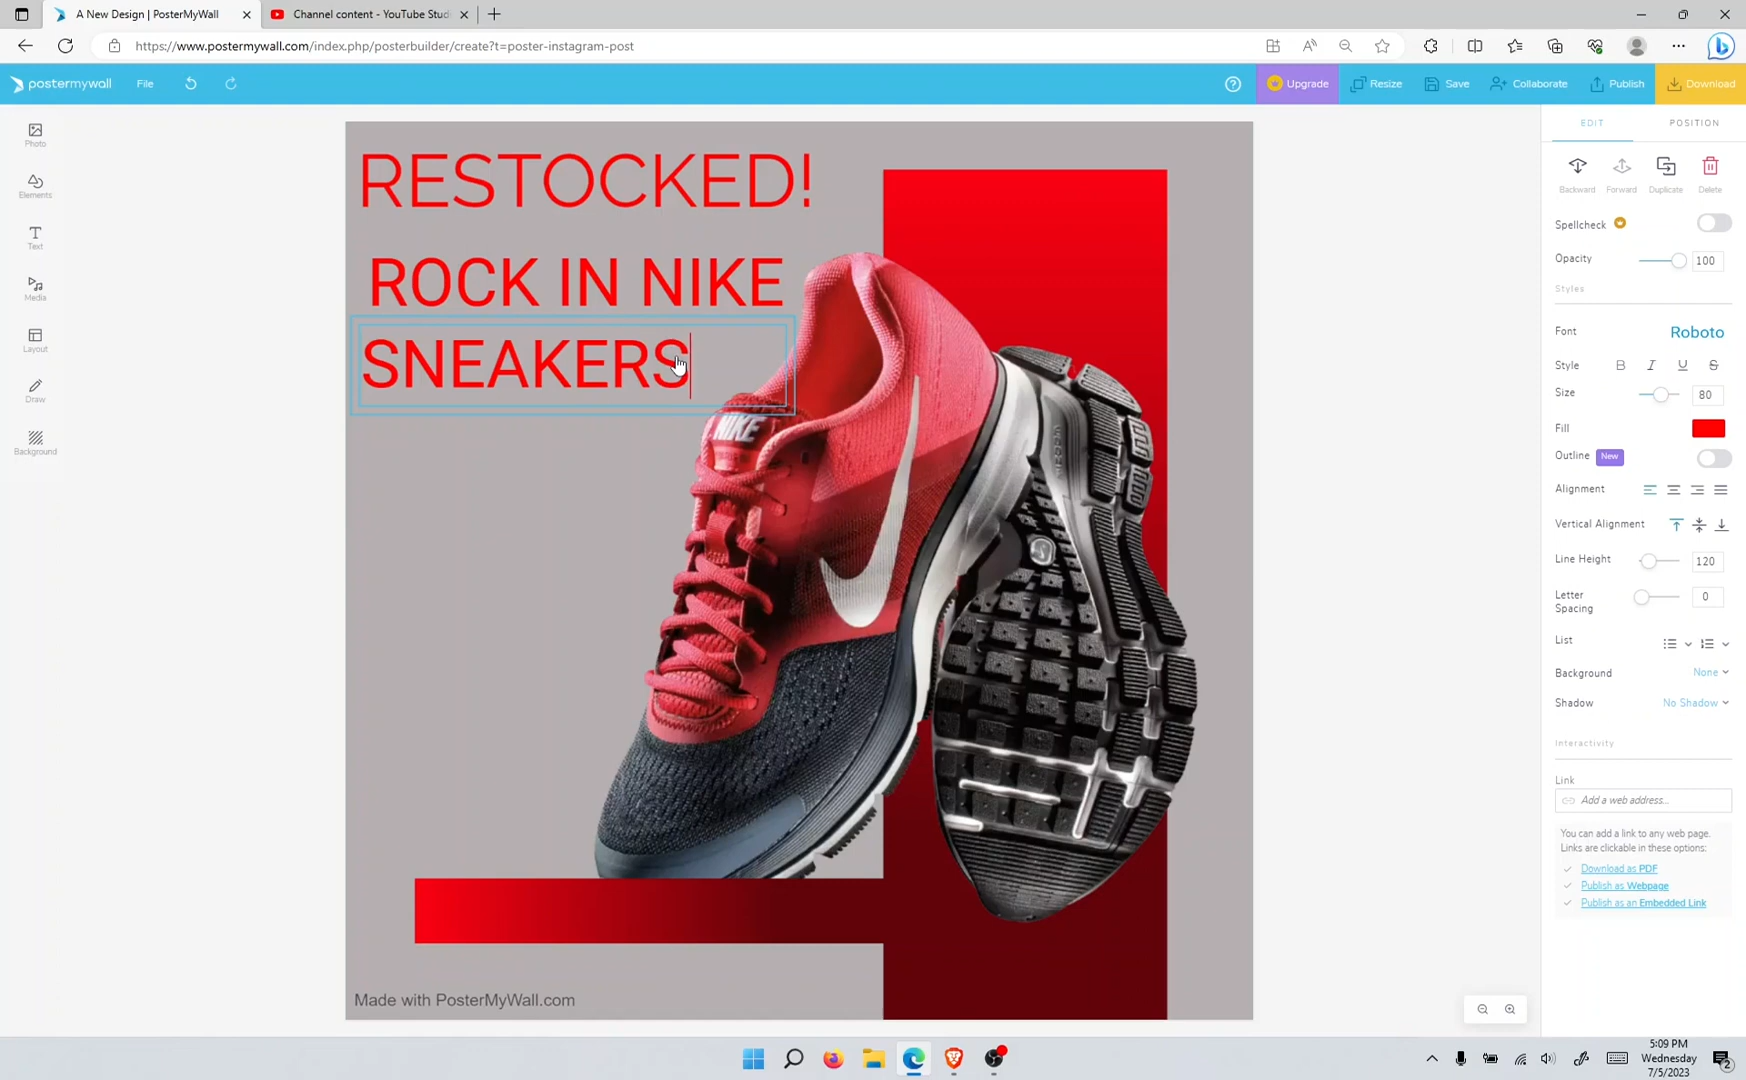 A New Design | PosterMyWall
Channel content - YouTube Stud
https://www.postermywall.com/index.php/posterbuilder/create?t=poster-instagram-post
postermywall
File
Upgrade
Resize
Save
Collaborate
Publish
Download
Photo
Elements
Text
Media
Layout
Draw
Background
RESTOCKED!
ROCK IN NIKE
SNEAKERS
NIKE
Made with PosterMyWall.com
EDIT
POSITION
Backward
Forward
Duplicate
Delete
Spellcheck
Opacity
100
Styles
Font
Roboto
Style
B I U S
Size
80
Fill
Outline
New
Alignment
Vertical Alignment
Line Height
120
Letter
Spacing
0
List
Background
None
Shadow
No Shadow
Interactivity
Link
Add a web address...
You can add a link to any web page.
Links are clickable in these options:
Download as PDF
Publish as Webpage
Publish as an Embedded Link
5:09 PM
Wednesday
7/5/2023
2